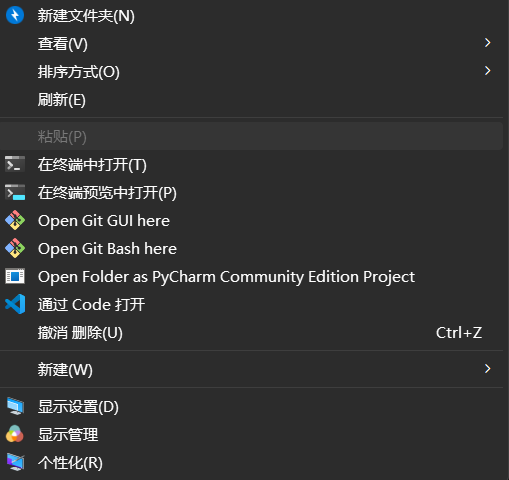 新建文件夹(N)
查看(V)
排序方式(O)
刷新(E)
粘贴(P)
在终端中打开(T)
在终端预览中打开(P)
Open Git GUI here
Open Git Bash here
Open Folder as PyCharm Community Edition Project
通过 Code 打开
撤消 删除(U) Ctrl+Z
新建(W)
显示设置(D)
显示管理
个性化(R)